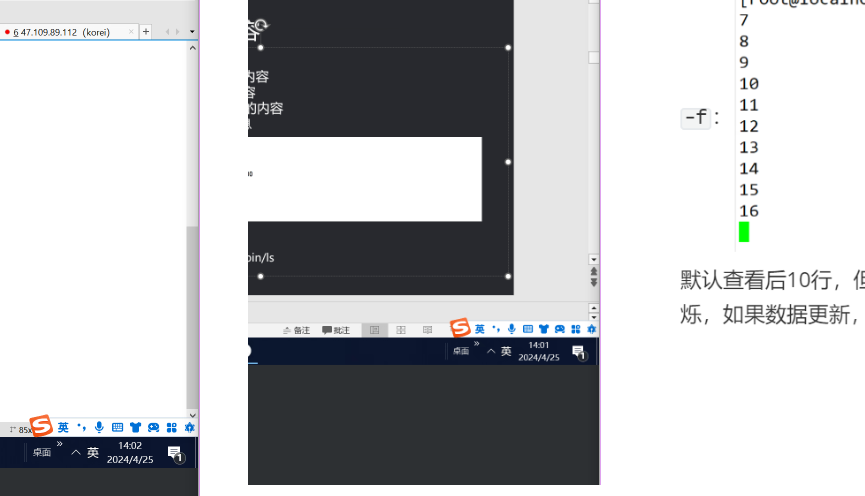 6 47.109.89.112 (korei)
85x
英
桌面
英
14:02
2024/4/25
1
容
内容
容
的内容
息
bin/ls
备注
批注
英
桌面
英
14:01
2024/4/25
1
7
8
9
10
11
12
13
14
15
16
-f:
默认查看后10行，但
烁，如果数据更新，